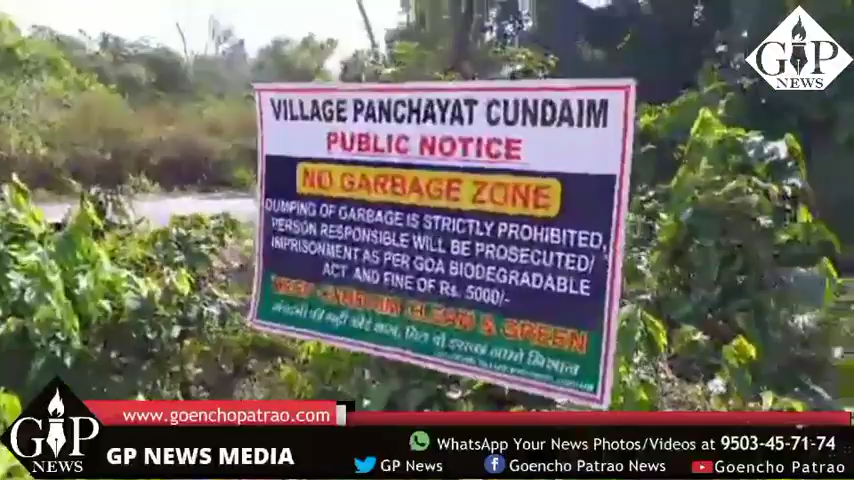 GP
NEWS
VILLAGE PANCHAYAT CUNDAIM
PUBLIC NOTICE
NO GARBAGE ZONE
DUMPING OF GARBAGE IS STRICTLY PROHIBITED,
PERSON RESPONSIBLE WILL BE PROSECUTED/
IMPRISONMENT AS PER GOA BIODEGRADABLE
ACT AND FINE OF Rs. 5000/-
KEEP CUNDAIM CLEAN & GREEN
www.goenchopatrao.com
GP
NEWS
GP NEWS MEDIA
WhatsApp Your News Photos/Videos at 9503-45-71-74
GP News Goencho Patrao News Goencho Patrao